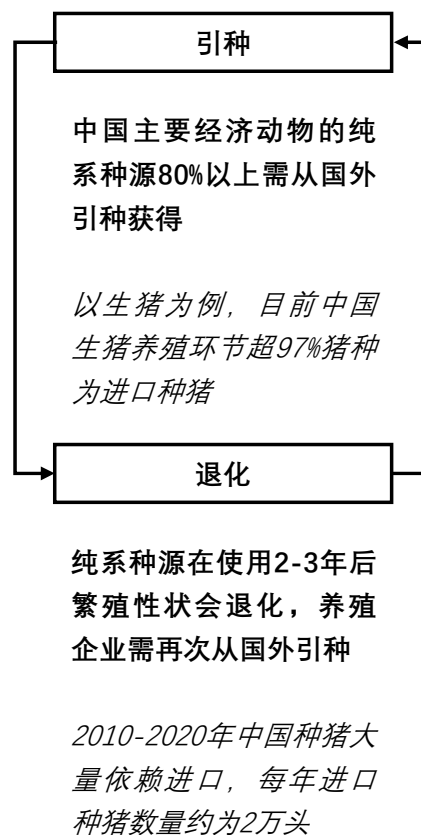 引种
中国主要经济动物的纯
系种源80%以上需从国外
引种获得
以生猪为例，目前中国
生猪养殖环节超97%猪种
为进口种猪
退化
纯系种源在使用2-3年后
繁殖性状会退化，养殖
企业需再次从国外引种
2010-2020年中国种猪大
量依赖进口，每年进口
种猪数量约为2万头